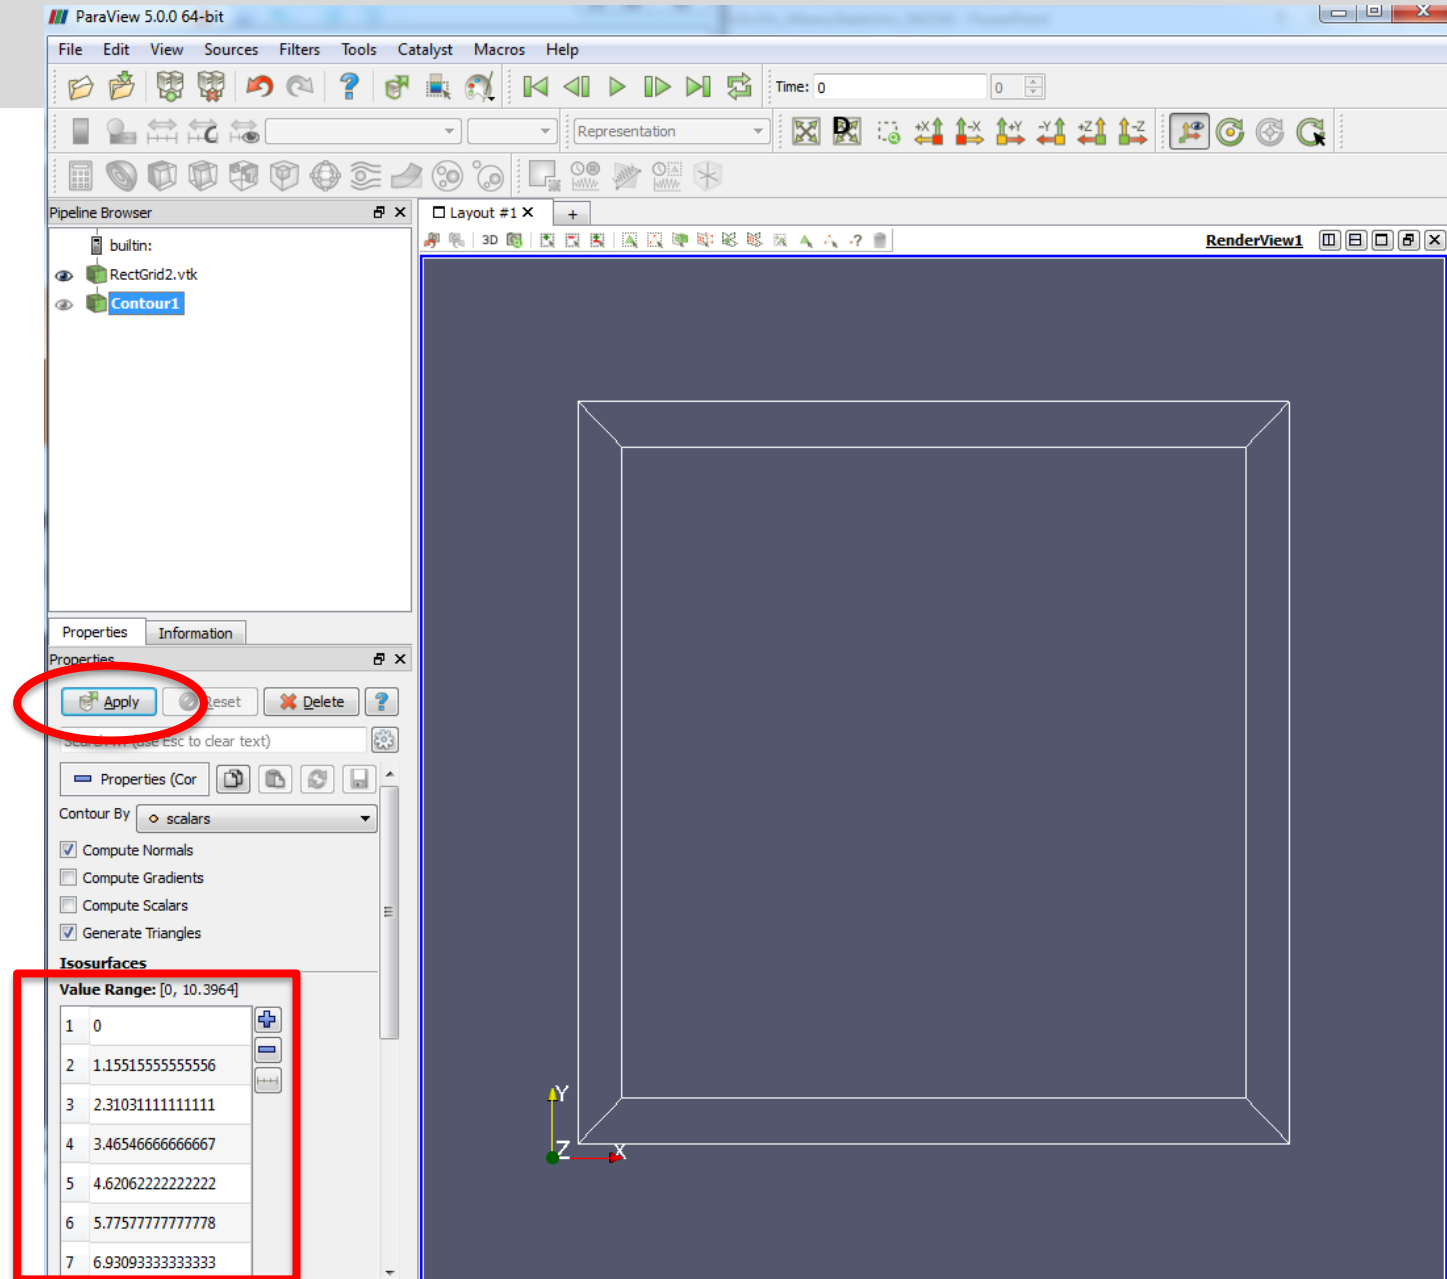 ParaView 5.0.0 64-bit
File Edit View Sources Filters Tools Catalyst Macros Help
Time: 0 0
Representation
+X -X +Y -Y +Z -Z
Pipeline Browser
Layout #1 +
3D
RenderView1
builtin:
RectGrid2.vtk
Contour1
Properties Information
Properties
Apply Reset Delete
(use Esc to clear text)
Properties (Cor
Contour By scalars
Compute Normals
Compute Gradients
Compute Scalars
Generate Triangles
Isosurfaces
Value Range: [0, 10.3964]
1 0
2 1.15515555555556
3 2.31031111111111
4 3.46546666666667
5 4.62062222222222
6 5.77577777777778
7 6.93093333333333
Y
Z X